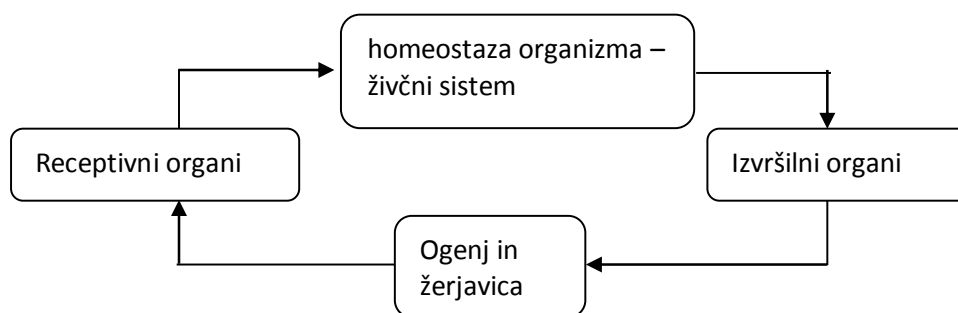 homeostaza organizma –
živčni sistem
Receptivni organi
Izvršilni organi
Ogenj in
žerjavica